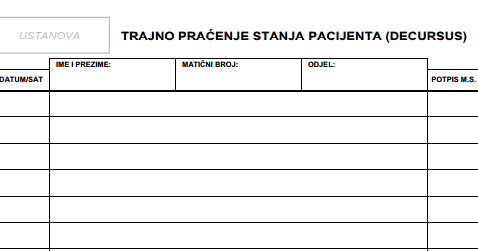 USTANOVA
TRAJNO PRAĆENJE STANJA PACIJENTA (DECURSUS)
IME I PREZIME: MATIČNI BROJ: ODJEL:
DATUM/SAT POTPIS M.S.